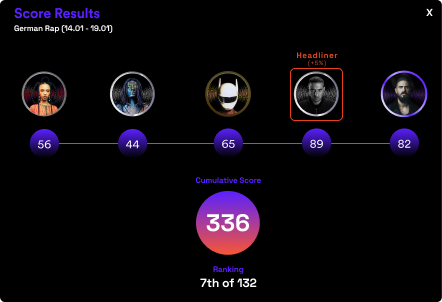 Score Results
X
German Rap (14.01 - 19.01)
Headliner
(+5%)
56
44
65
89
82
Cumulative Score
336
Ranking
7th of 132